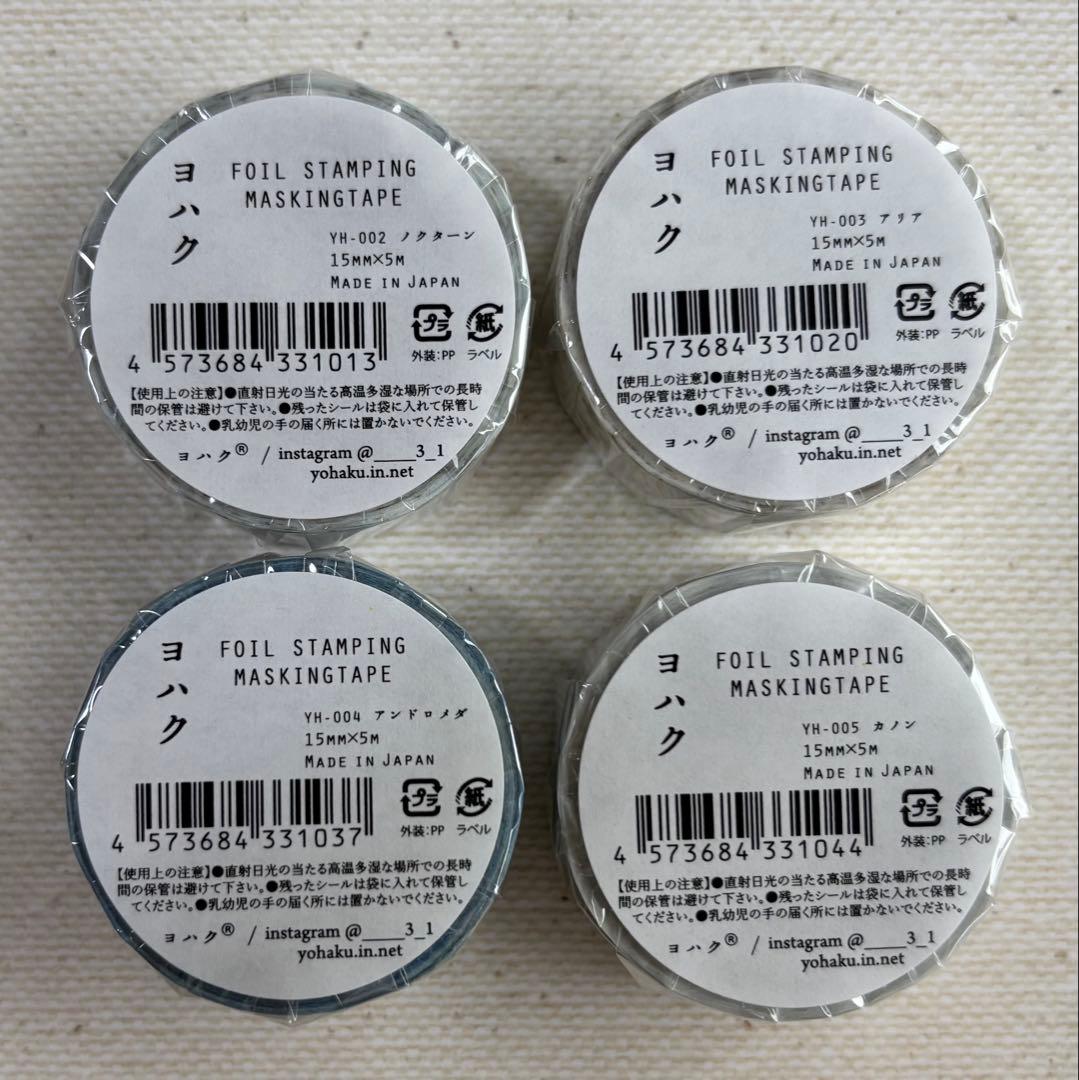 ヨハク
FOIL STAMPING
MASKINGTAPE
YH-002 ノクターン
15MM×5M
MADE IN JAPAN
4 573684 331013
プラ
外装:PP
紙
ラベル
【使用上の注意】●直射日光の当たる高温多湿な場所での長時
間の保管は避けて下さい。●残ったシールは袋に入れて保管し
てください。●乳幼児の手の届く所には置かないでください。
ヨハク® / instagram @____3_1
yohaku.in.net
ヨハク
FOIL STAMPING
MASKINGTAPE
YH-003 アリア
15MM×5M
MADE IN JAPAN
4 573684 331020
プラ
外装:PP
紙
ラベル
【使用上の注意】●直射日光の当たる高温多湿な場所での長時
間の保管は避けて下さい。●残ったシールは袋に入れて保管し
てください。●乳幼児の手の届く所には置かないでください。
ヨハク® / instagram @____3_1
yohaku.in.net
ヨハク
FOIL STAMPING
MASKINGTAPE
YH-004 アンドロメダ
15MM×5M
MADE IN JAPAN
4 573684 331037
プラ
外装:PP
紙
ラベル
【使用上の注意】●直射日光の当たる高温多湿な場所での長時
間の保管は避けて下さい。●残ったシールは袋に入れて保管し
てください。●乳幼児の手の届く所には置かないでください。
ヨハク® / instagram @____3_1
yohaku.in.net
ヨハク
FOIL STAMPING
MASKINGTAPE
YH-005 カノン
15MM×5M
MADE IN JAPAN
4 573684 331044
プラ
外装:PP
紙
ラベル
【使用上の注意】●直射日光の当たる高温多湿な場所での長時
間の保管は避けて下さい。●残ったシールは袋に入れて保管し
てください。●乳幼児の手の届く所には置かないでください。
ヨハク® / instagram @____3_1
yohaku.in.net